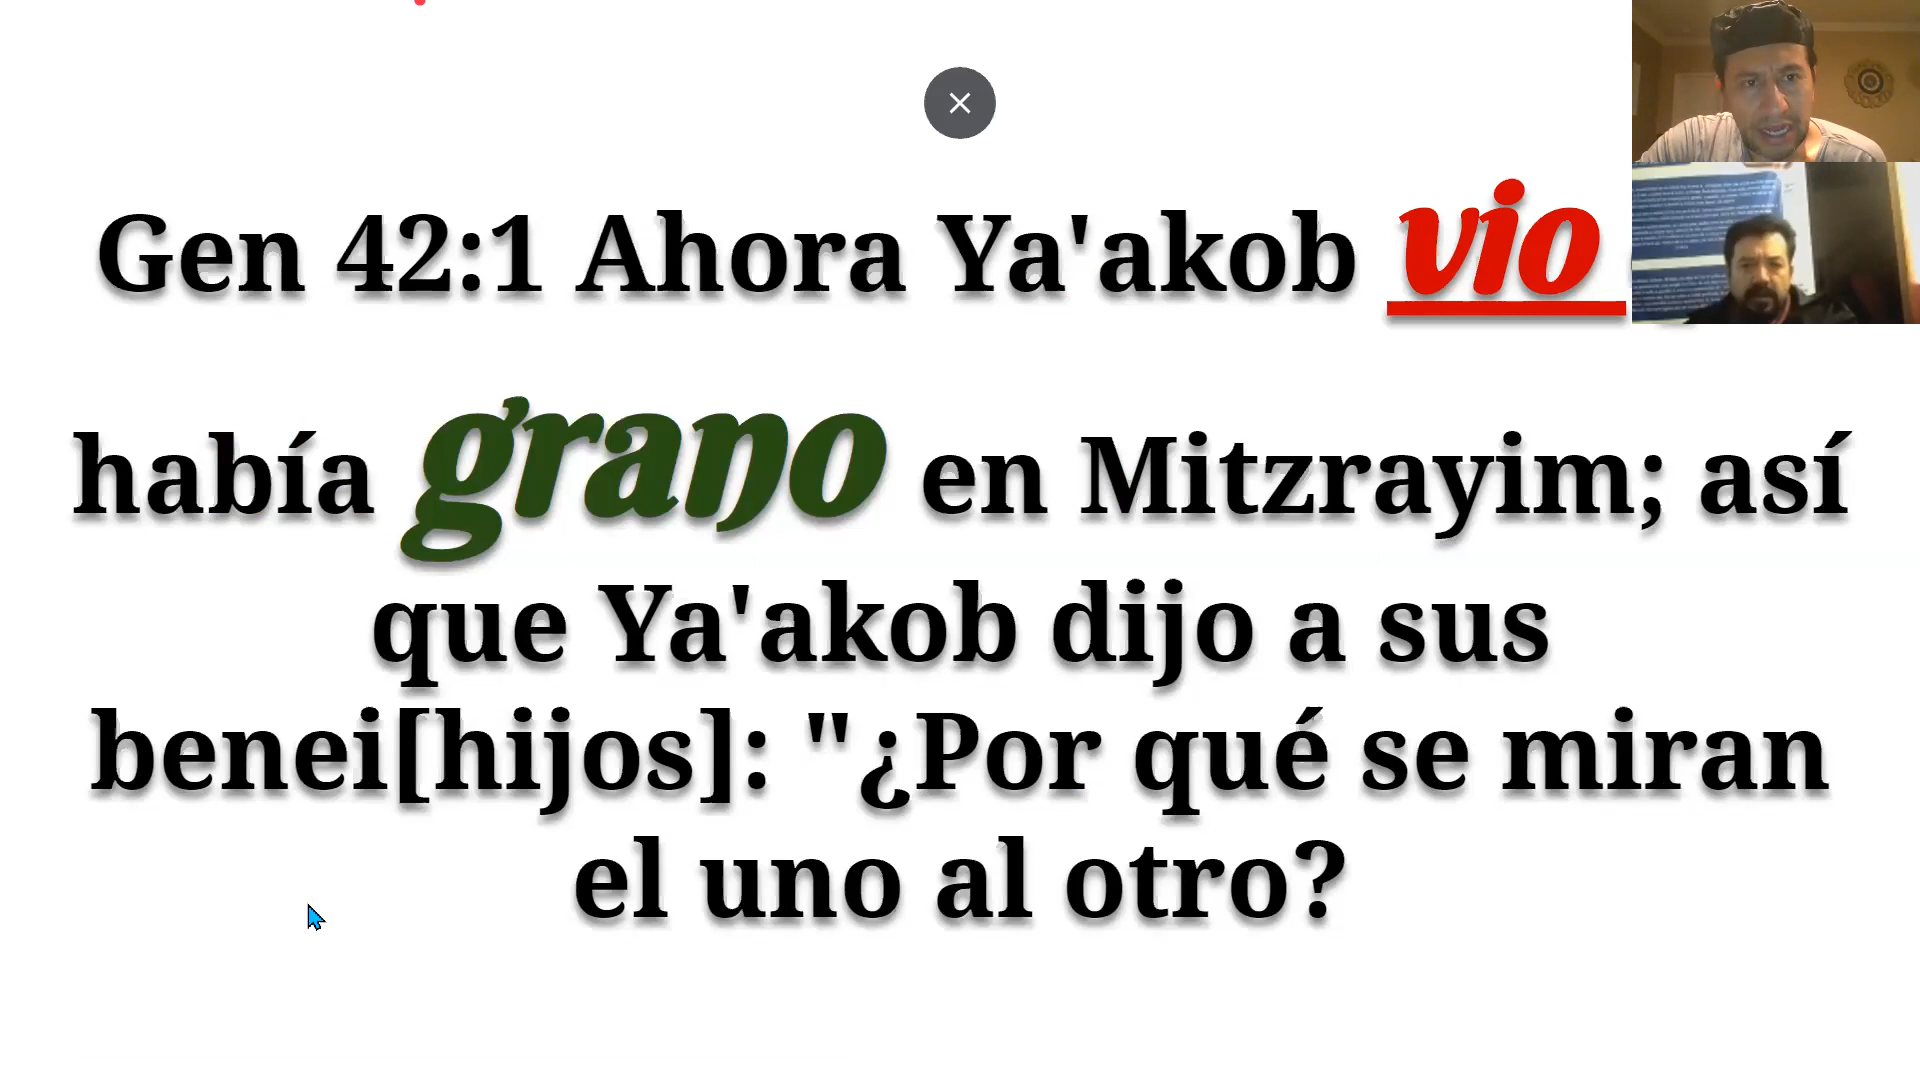 Gen 42:1 Ahora Ya'akob vio
había grano en Mitzrayim; así
que Ya'akob dijo a sus
benei[hijos]: "¿Por qué se miran
el uno al otro?